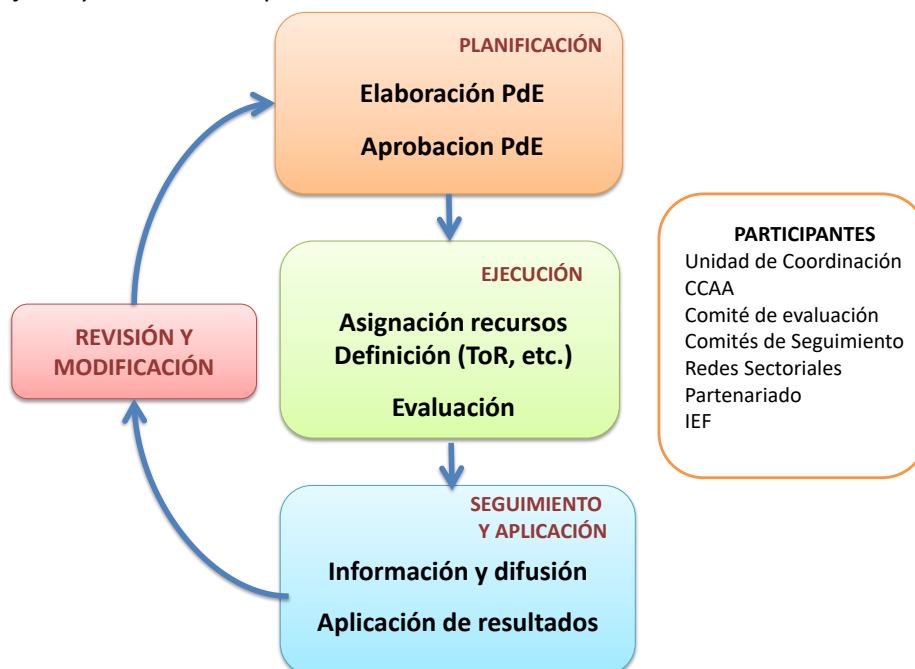 PLANIFICACIÓN
Elaboración PdE
Aprobacion PdE
EJECUCIÓN
Asignación recursos
Definición (ToR, etc.)
Evaluación
SEGUIMIENTO
Y APLICACIÓN
Información y difusión
Aplicación de resultados
REVISIÓN Y
MODIFICACIÓN
PARTICIPANTES
Unidad de Coordinación
CCAA
Comité de evaluación
Comités de Seguimiento
Redes Sectoriales
Partenariado
IEF